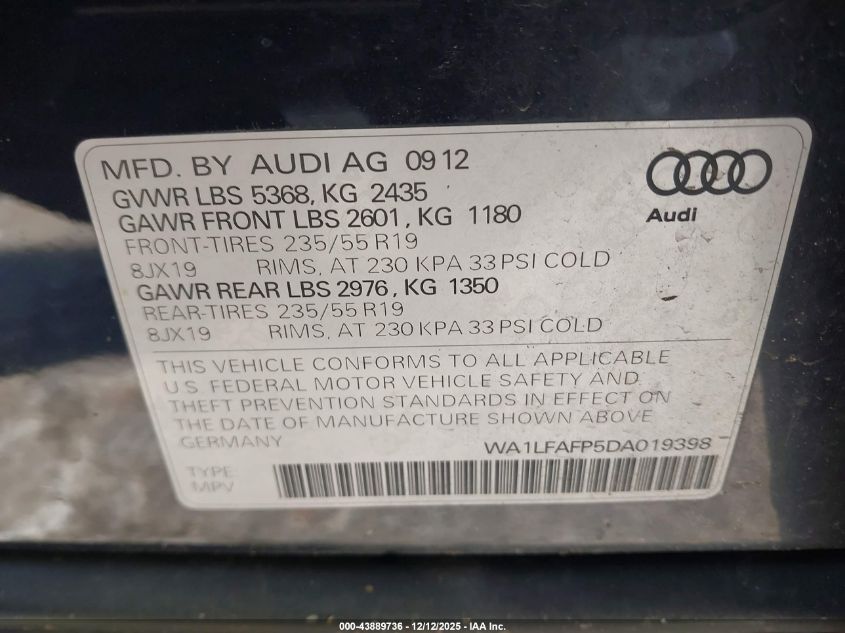 MFD. BY AUDI AG 09 12
GVWR LBS 5368, KG 2435
GAWR FRONT LBS 2601, KG 1180
FRONT-TIRES 235/55 R19
8JX19 RIMS, AT 230 KPA 33 PSI COLD
GAWR REAR LBS 2976, KG 1350
REAR-TIRES 235/55 R19
8JX19 RIMS, AT 230 KPA 33 PSI COLD
Audi
THIS VEHICLE CONFORMS TO ALL APPLICABLE
U.S. FEDERAL MOTOR VEHICLE SAFETY AND
THEFT PREVENTION STANDARDS IN EFFECT ON
THE DATE OF MANUFACTURE SHOWN ABOVE
GERMANY WA1LFAFP5DA019398
TYPE:
MPV
000-43889736 - 12/12/2025 - IAA Inc.